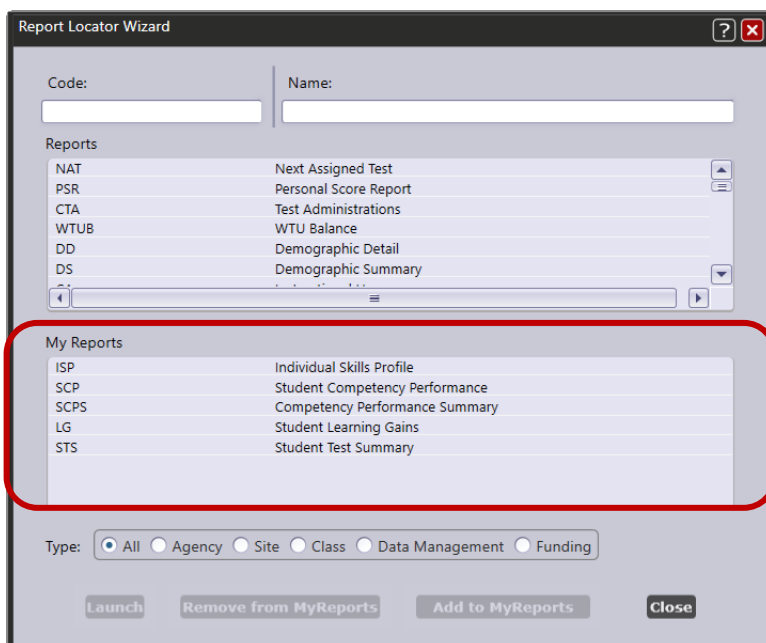 Report Locator Wizard
?
Code: Name:
Reports
NAT Next Assigned Test
PSR Personal Score Report
CTA Test Administrations
WTUB WTU Balance
DD Demographic Detail
DS Demographic Summary
My Reports
ISP Individual Skills Profile
SCP Student Competency Performance
SCPS Competency Performance Summary
LG Student Learning Gains
STS Student Test Summary
Type: All Agency Site Class Data Management Funding
Launch Remove from MyReports Add to MyReports Close